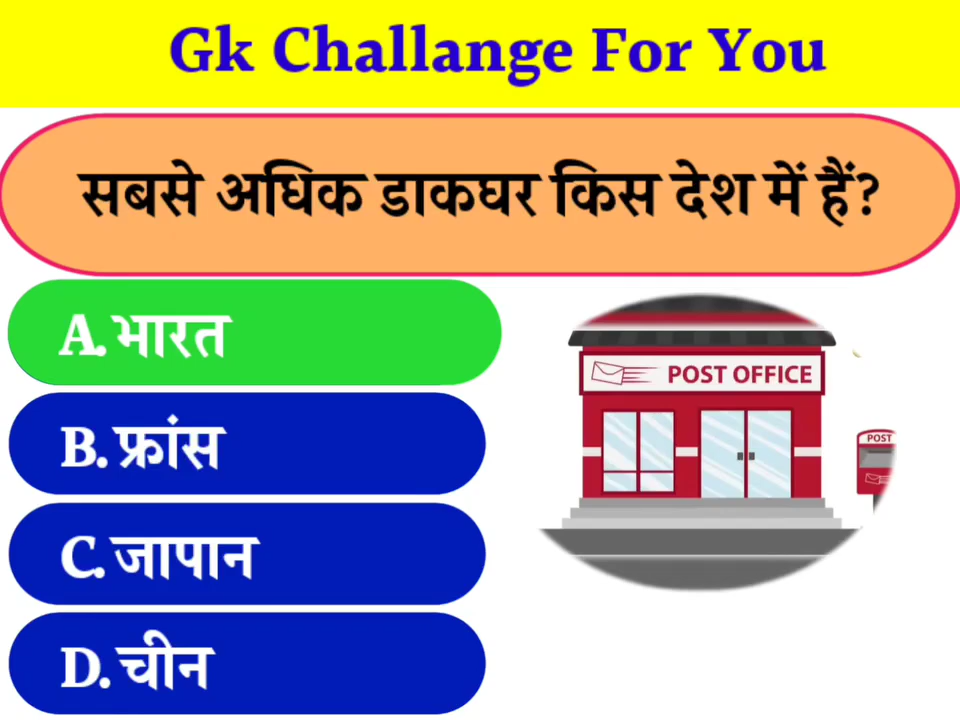 Gk Challange For You
सबसे अधिक डाकघर किस देश में हैं?
A. भारत
B. फ्रांस
C. जापान
D. चीन
POST OFFICE
POST